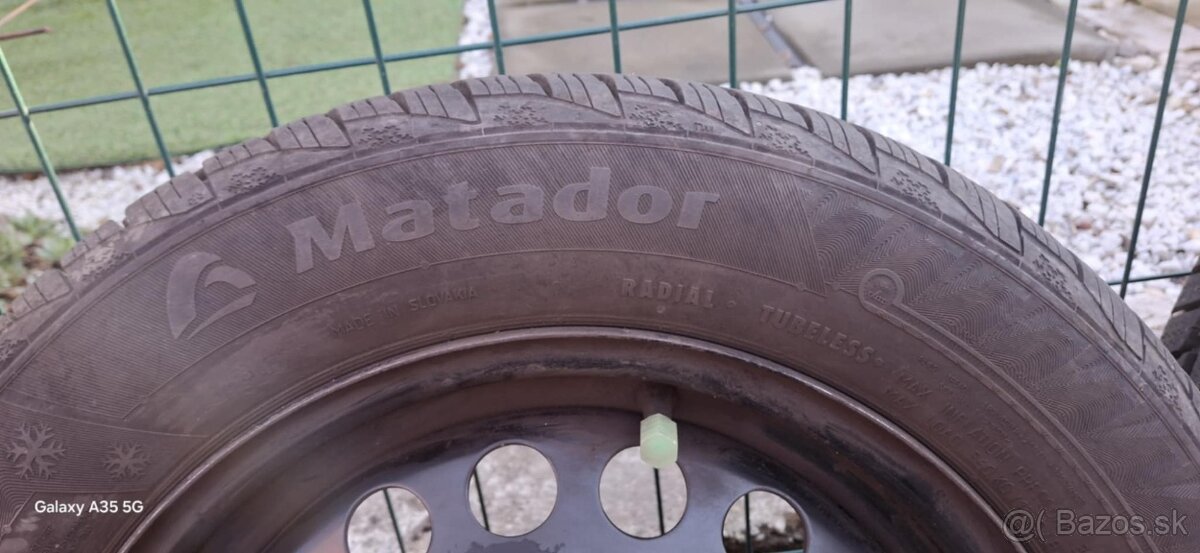 Matador
MADE IN SLOVAKIA
RADIAL · TUBELESS
Galaxy A35 5G
@( Bazos.sk